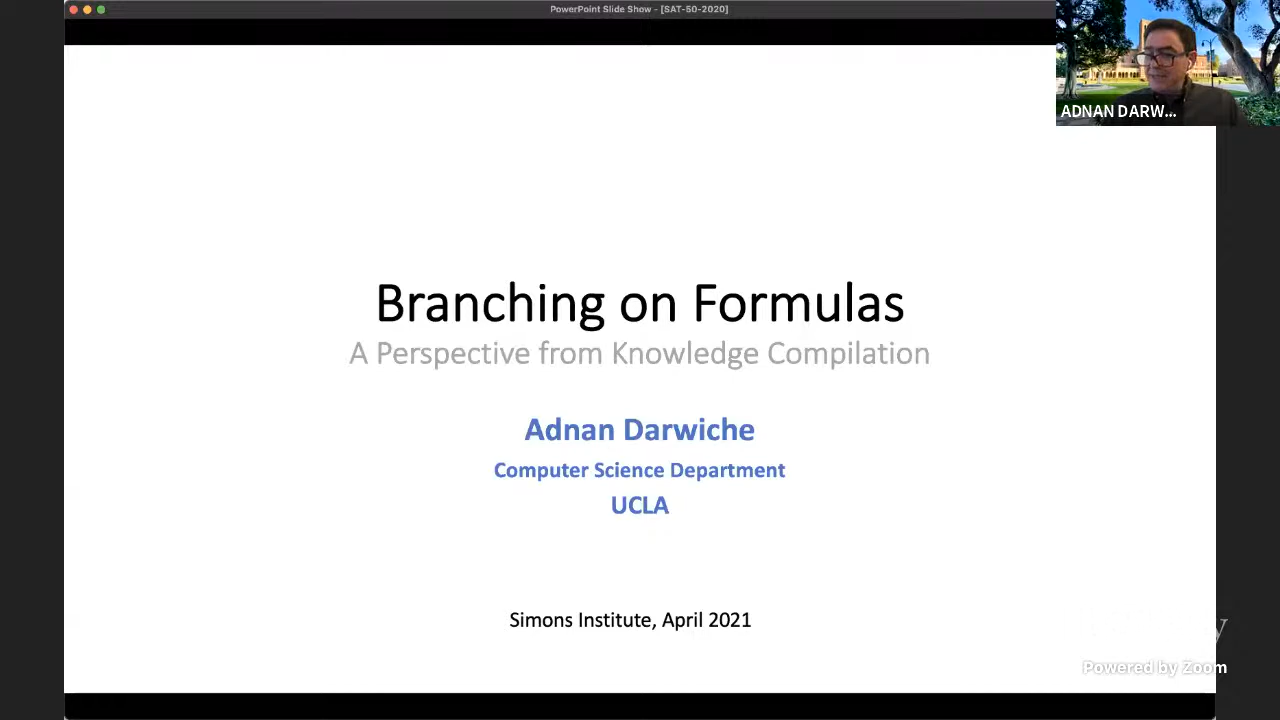 PowerPoint Slide Show - [SAT-50-2020]
ADNAN DARW...
Branching on Formulas
A Perspective from Knowledge Compilation
Adnan Darwiche
Computer Science Department
UCLA
Simons Institute, April 2021
Powered by Zoom